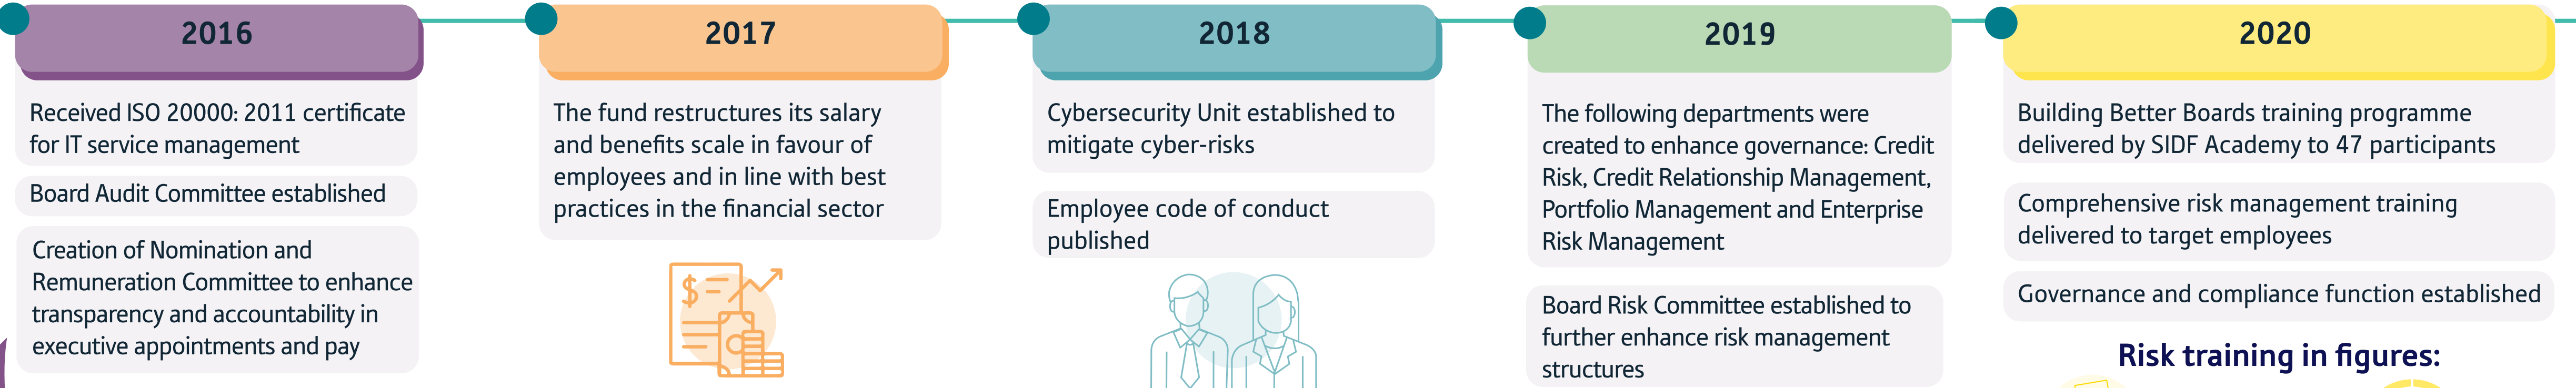 2016
Received ISO 20000: 2011 certificate
for IT service management
Board Audit Committee established
Creation of Nomination and
Remuneration Committee to enhance
transparency and accountability in
executive appointments and pay
2017
The fund restructures its salary
and benefits scale in favour of
employees and in line with best
practices in the financial sector
$
2018
Cybersecurity Unit established to
mitigate cyber-risks
Employee code of conduct
published
2019
The following departments were
created to enhance governance: Credit
Risk, Credit Relationship Management,
Portfolio Management and Enterprise
Risk Management
Board Risk Committee established to
further enhance risk management
structures
2020
Building Better Boards training programme
delivered by SIDF Academy to 47 participants
Comprehensive risk management training
delivered to target employees
Governance and compliance function established
Risk training in figures: